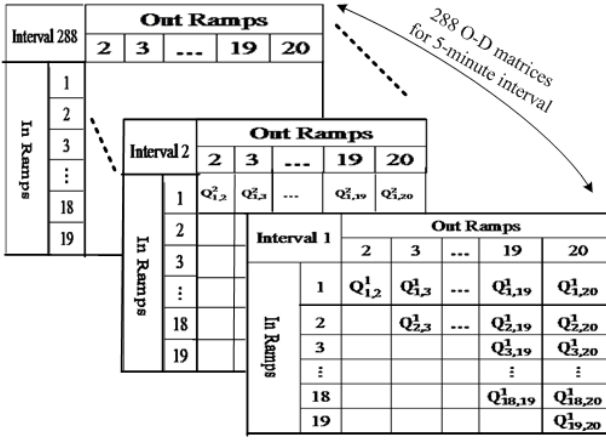 288 O-D matrices
for 5-minute interval
Interval 288
Out Ramps
2 3 ... 19 20
In Ramps
1
2
3
⋮
18
19
Interval 2
Out Ramps
2 3 ... 19 20
In Ramps
1 Q²1,2 Q²1,3 ... Q²1,19 Q²1,20
2
3
⋮
18
19
Interval 1
Out Ramps
2 3 ... 19 20
In Ramps
1 Q¹1,2 Q¹1,3 ... Q¹1,19 Q¹1,20
2 Q¹2,3 ... Q¹2,19 Q¹2,20
3 Q¹3,19 Q¹3,20
⋮ ⋮ ⋮
18 Q¹18,19 Q¹18,20
19 Q¹19,20